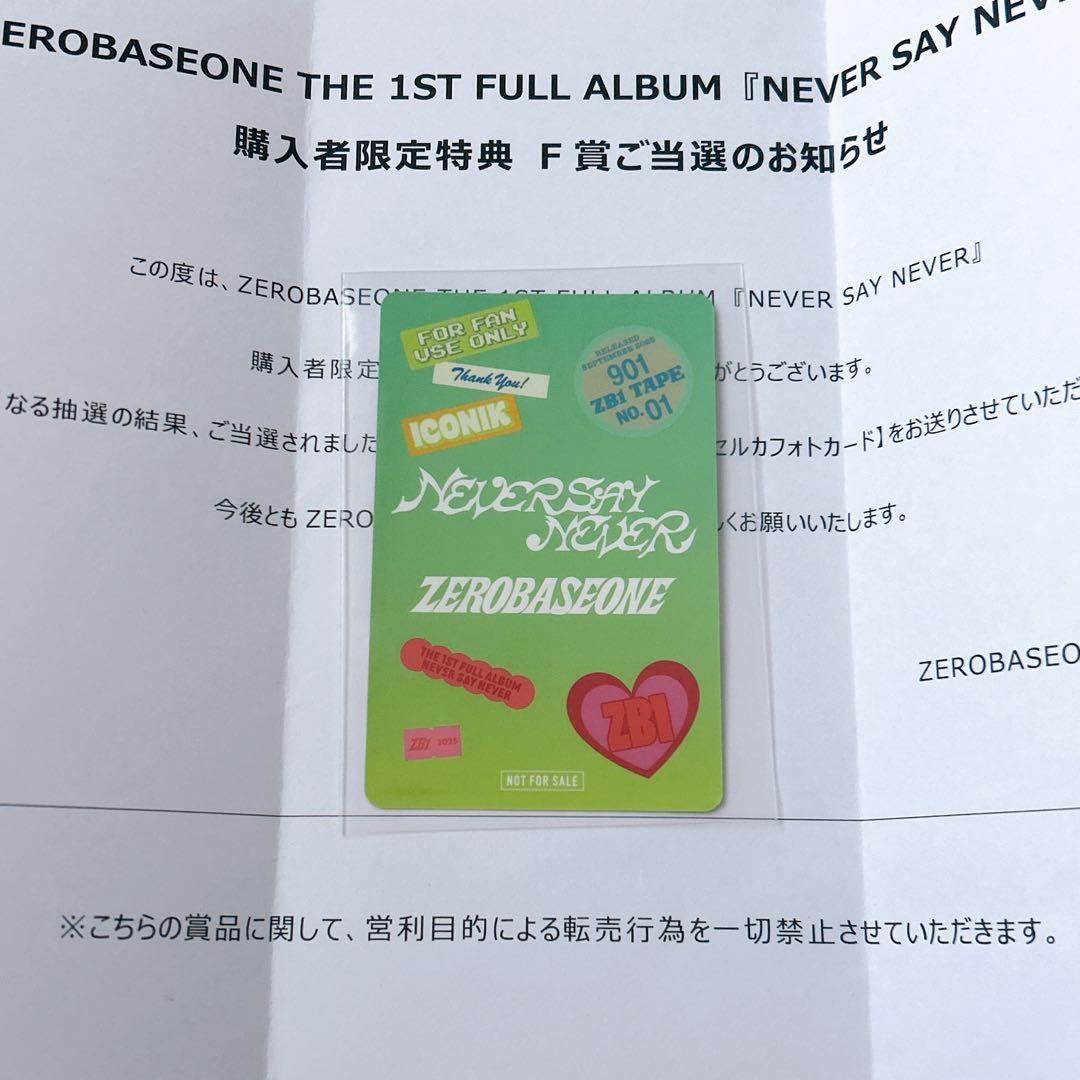 EROBASEONE THE 1ST FULL ALBUM『NEVER SAY NEV
購入者限定特典 F賞ご当選のお知らせ
この度は、ZEROBASEONE THE 1ST FULL ALBUM『NEVER SAY NEVER』
購入者限 がとうございます。
なる抽選の結果、ご当選されました セルカフォトカード】をお送りさせていただ
今後とも ZERO くお願いいたします。
ZEROBASEO
FOR FAN
USE ONLY
Thank You!
ICONIK
RELEASED
SEPTEMBER 2025
901
ZB1 TAPE
NO. 01
NEVER SAY
NEVER
ZEROBASEONE
THE 1ST FULL ALBUM
NEVER SAY NEVER
ZB1
ZB1 2025
NOT FOR SALE
※こちらの賞品に関して、営利目的による転売行為を一切禁止させていただきます。